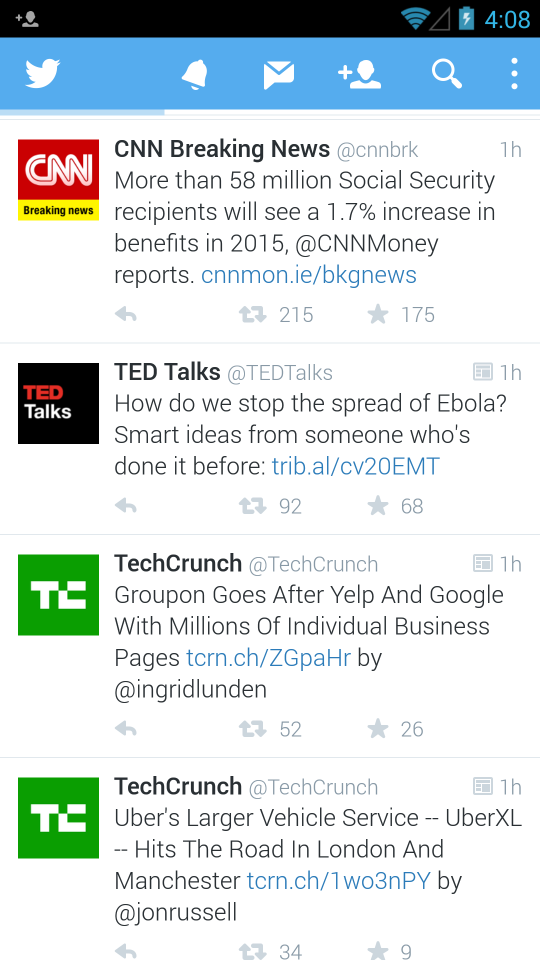 4:08
CNN Breaking News @cnnbrk 1h
CNN
Breaking news
More than 58 million Social Security
recipients will see a 1.7% increase in
benefits in 2015, @CNNMoney
reports. cnnmon.ie/bkgnews
215 175
TED Talks @TEDTalks 1h
TED
Talks
How do we stop the spread of Ebola?
Smart ideas from someone who's
done it before: trib.al/cv20EMT
92 68
TechCrunch @TechCrunch 1h
TC
Groupon Goes After Yelp And Google
With Millions Of Individual Business
Pages tcrn.ch/ZGpaHr by
@ingridlunden
52 26
TechCrunch @TechCrunch 1h
TC
Uber's Larger Vehicle Service -- UberXL
-- Hits The Road In London And
Manchester tcrn.ch/1wo3nPY by
@jonrussell
34 9